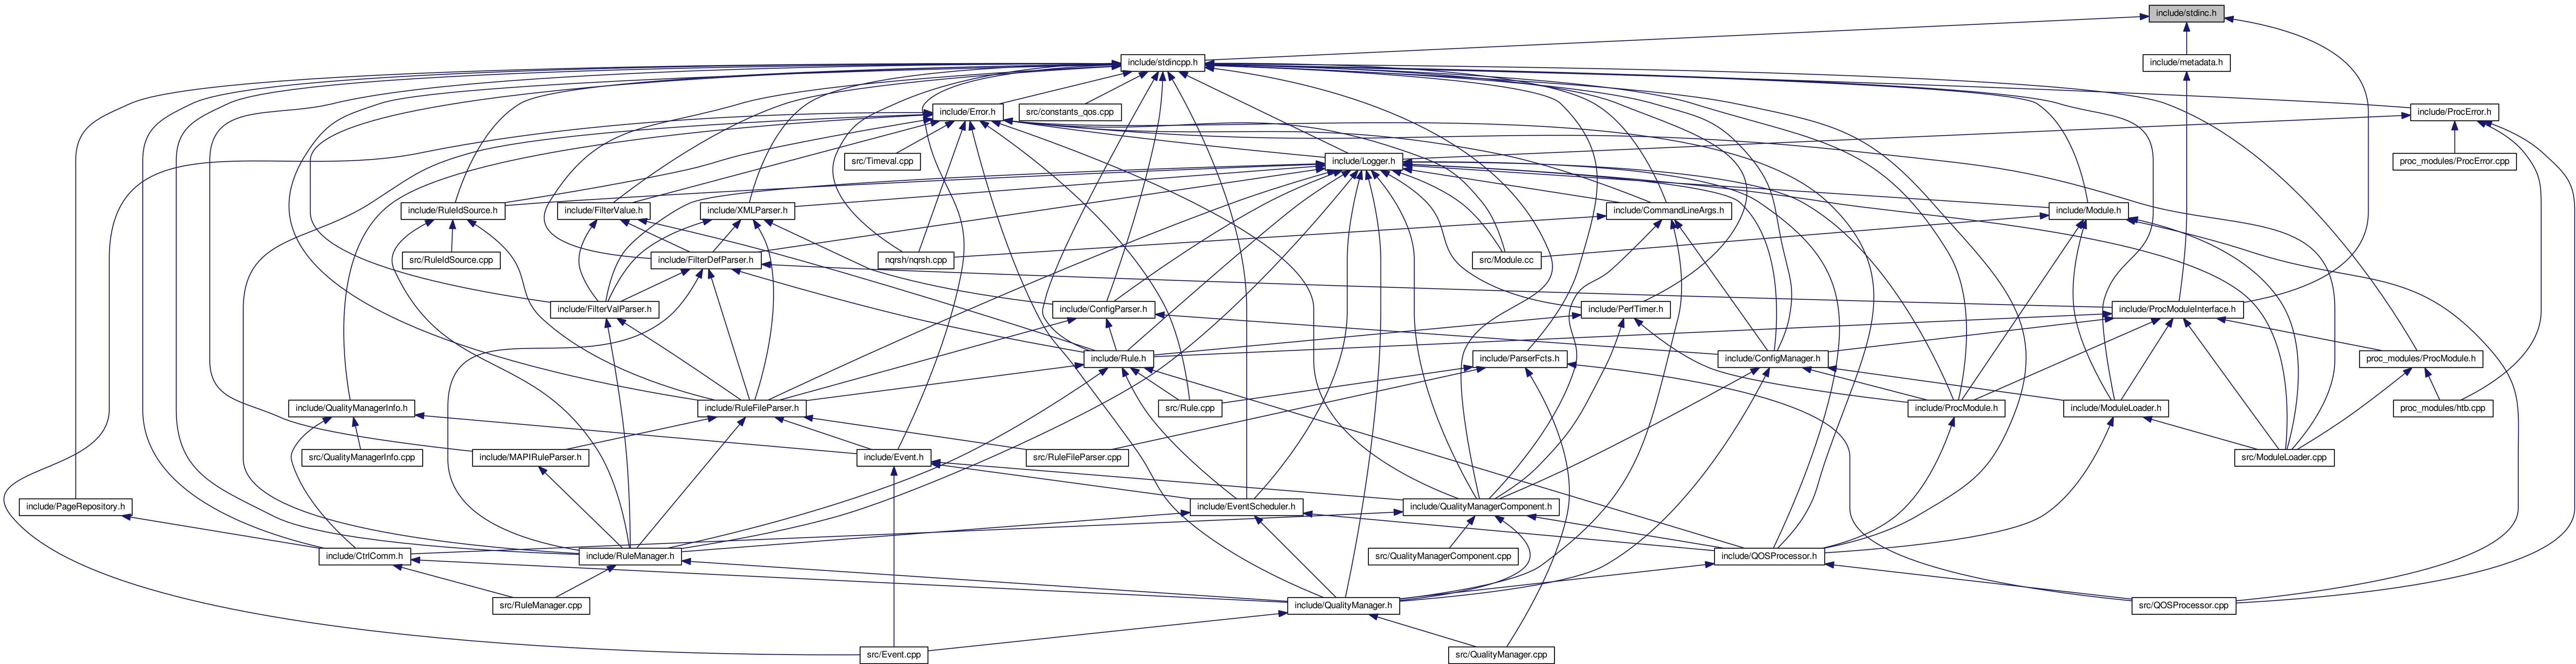 include/stdinc.h
include/stdincpp.h
include/metadata.h
include/Error.h
src/constants_qos.cpp
include/ProcError.h
src/Timeval.cpp
include/Logger.h
proc_modules/ProcError.cpp
include/RuleIdSource.h
include/FilterValue.h
include/XMLParser.h
include/CommandLineArgs.h
include/Module.h
src/RuleIdSource.cpp
include/FilterDefParser.h
nqrsh/nqrsh.cpp
src/Module.cc
include/FilterValParser.h
include/ConfigParser.h
include/PerfTimer.h
include/ProcModuleInterface.h
include/Rule.h
include/ParserFcts.h
include/ConfigManager.h
proc_modules/ProcModule.h
include/QualityManagerInfo.h
include/RuleFileParser.h
src/Rule.cpp
include/ProcModule.h
include/ModuleLoader.h
proc_modules/htb.cpp
src/QualityManagerInfo.cpp
include/MAPIRuleParser.h
include/Event.h
src/RuleFileParser.cpp
src/ModuleLoader.cpp
include/PageRepository.h
include/EventScheduler.h
include/QualityManagerComponent.h
include/CtrlComm.h
include/RuleManager.h
src/QualityManagerComponent.cpp
include/QOSProcessor.h
src/RuleManager.cpp
include/QualityManager.h
src/QOSProcessor.cpp
src/Event.cpp
src/QualityManager.cpp